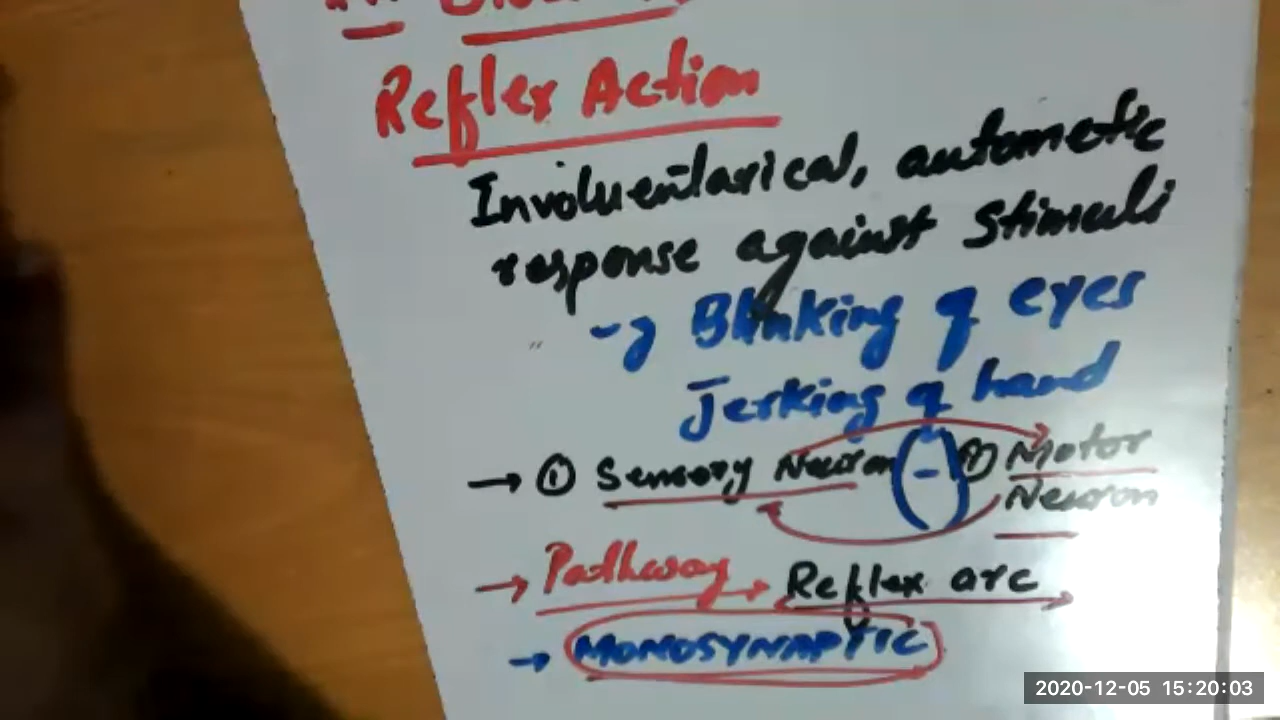 Reflex Action
Involuentarical, autometic
response against stimuli
→ Blinking of eyes
Jerking of hand
→ ① Sensory Neuron (-) ② Motor
Neuron
→ Pathway → Reflex arc
→ MONOSYNAPTIC
2020-12-05 15:20:03